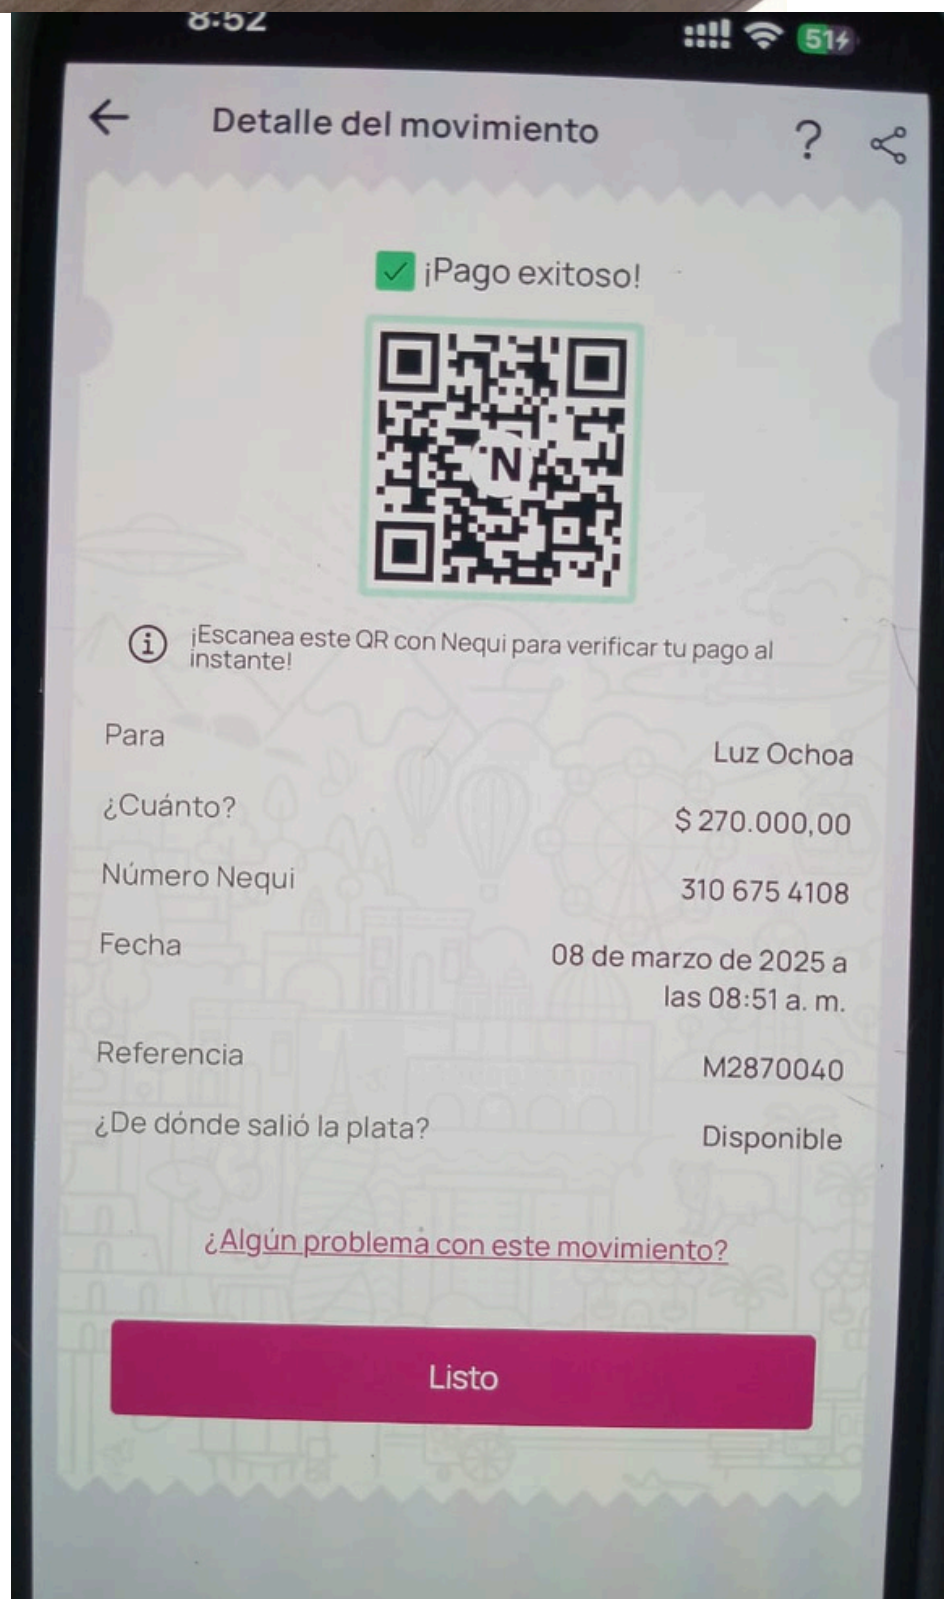 8:52
51
Detalle del movimiento
?
¡Pago exitoso!
N
¡Escanea este QR con Nequi para verificar tu pago al
instante!
Para
Luz Ochoa
¿Cuánto?
$ 270.000,00
Número Nequi
310 675 4108
Fecha
08 de marzo de 2025 a
las 08:51 a. m.
Referencia
M2870040
¿De dónde salió la plata?
Disponible
¿Algún problema con este movimiento?
Listo